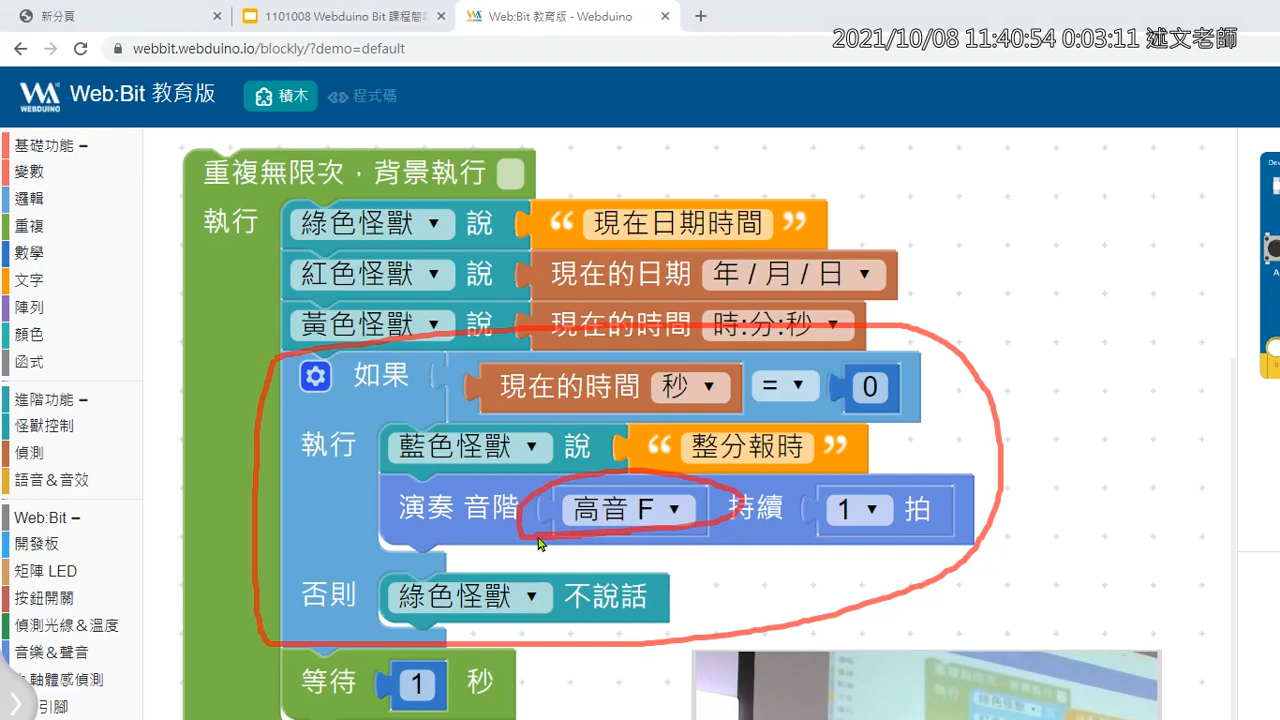 新分頁
1101008 Webduino Bit 課程簡
Web:Bit 教育版 - Webduino
webbit.webduino.io/blockly/?demo=default
2021/10/08 11:40:54 0:03:11 述文老師
WEBDUINO
Web:Bit 教育版
積木
程式碼
基礎功能
變數
邏輯
重複
數學
文字
陣列
顏色
函式
進階功能
怪獸控制
偵測
語音＆音效
Web:Bit
開發板
矩陣 LED
按鈕開關
偵測光線＆溫度
音樂＆聲音
九軸體感偵測
引腳
重複無限次，背景執行
執行
綠色怪獸 說 “ 現在日期時間 ”
紅色怪獸 說 現在的日期 年 / 月 / 日
黃色怪獸 說 現在的時間 時:分:秒
如果 現在的時間 秒 = 0
執行 藍色怪獸 說 “ 整分報時 ”
演奏 音階 高音 F 持續 1 拍
否則 綠色怪獸 不說話
等待 1 秒